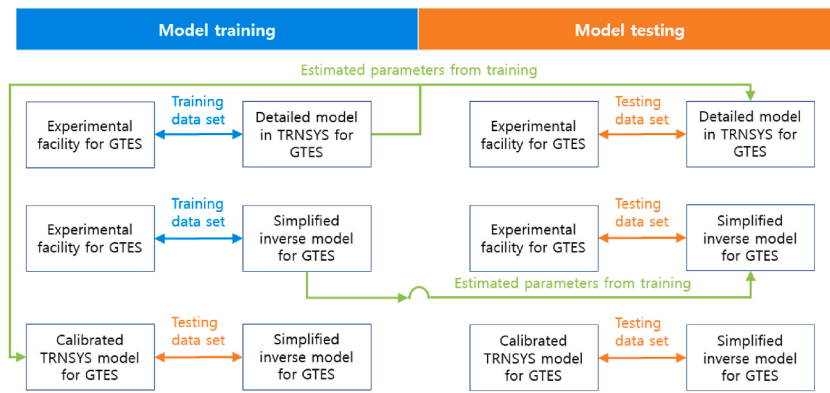 Model training
Model testing
Estimated parameters from training
Experimental
facility for GTES
Training
data set
Detailed model
in TRNSYS for
GTES
Experimental
facility for GTES
Testing
data set
Detailed model
in TRNSYS for
GTES
Experimental
facility for GTES
Training
data set
Simplified
inverse model
for GTES
Experimental
facility for GTES
Testing
data set
Simplified
inverse model
for GTES
Estimated parameters from training
Calibrated
TRNSYS model
for GTES
Testing
data set
Simplified
inverse model
for GTES
Calibrated
TRNSYS model
for GTES
Testing
data set
Simplified
inverse model
for GTES